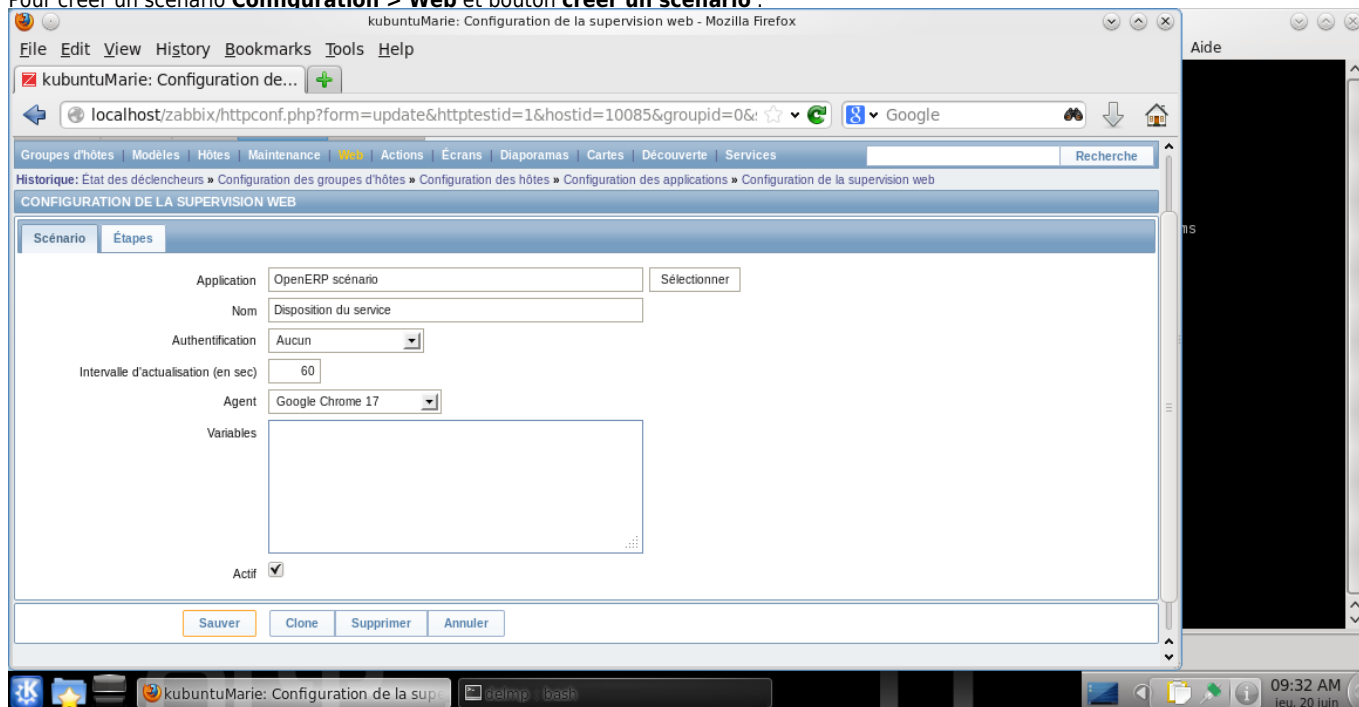 Pour créer un scénario Configuration > Web et bouton créer un scénario :
kubuntuMarie: Configuration de la supervision web - Mozilla Firefox
File Edit View History Bookmarks Tools Help
Aide
kubuntuMarie: Configuration de...
localhost/zabbix/httpconf.php?form=update&httptestid=1&hostid=10085&groupid=0&
Google
Groupes d'hôtes | Modèles | Hôtes | Maintenance | Web | Actions | Écrans | Diaporamas | Cartes | Découverte | Services
Recherche
Historique: État des déclencheurs » Configuration des groupes d'hôtes » Configuration des hôtes » Configuration des applications » Configuration de la supervision web
CONFIGURATION DE LA SUPERVISION WEB
Scénario Étapes
ms
Application OpenERP scénario Sélectionner
Nom Disposition du service
Authentification Aucun
Intervalle d'actualisation (en sec) 60
Agent Google Chrome 17
Variables
Actif
Sauver Clone Supprimer Annuler
kubuntuMarie: Configuration de la supe
delmp : bash
09:32 AM
jeu. 20 juin